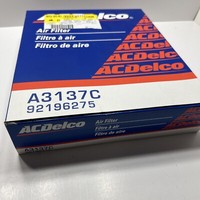 ACDelco
Air Filter
Filtre à air
Filtro de aire
ACDelco
A3137C
92196275
ACDelco
Air Filter
Filtre à air
Filtro de aire